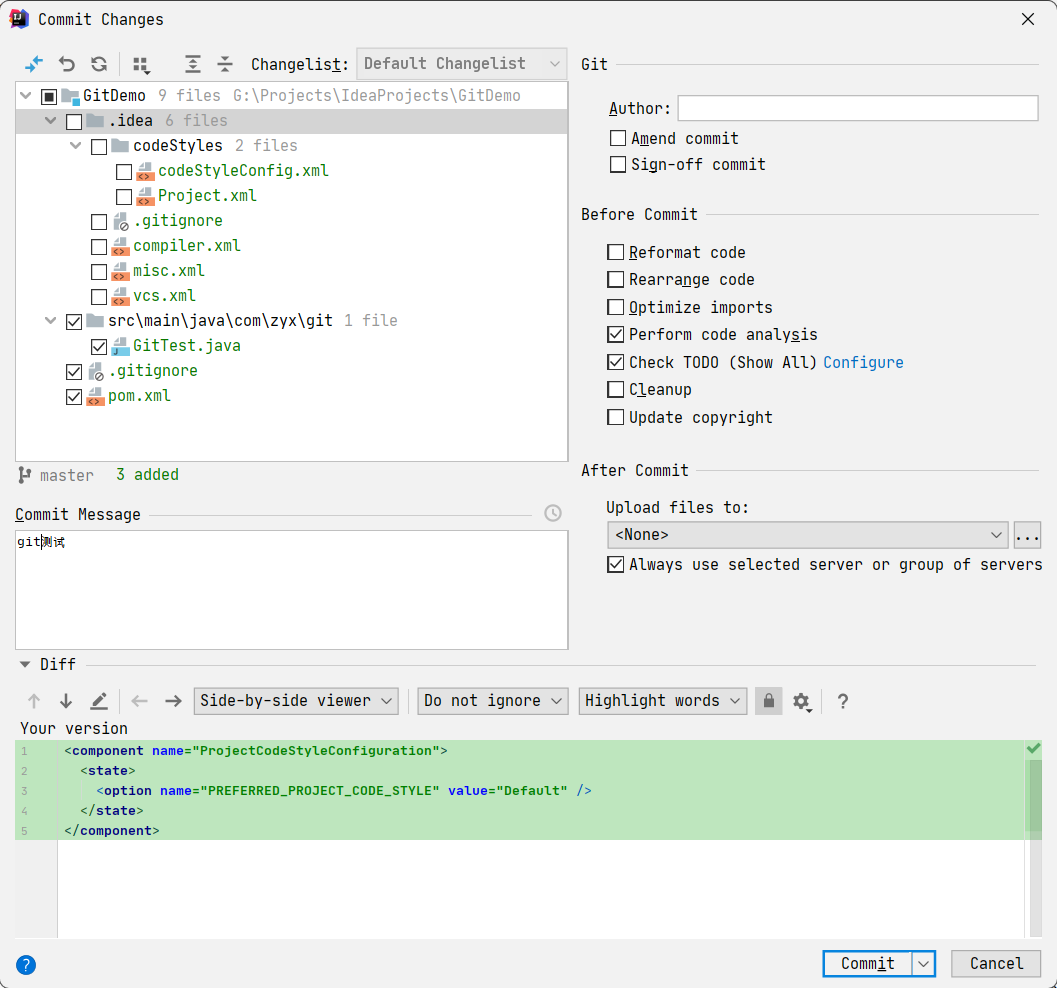 Commit Changes
Changelist: Default Changelist
GitDemo 9 files G:\Projects\IdeaProjects\GitDemo
.idea 6 files
codeStyles 2 files
codeStyleConfig.xml
Project.xml
.gitignore
compiler.xml
misc.xml
vcs.xml
src\main\java\com\zyx\git 1 file
GitTest.java
.gitignore
pom.xml
master 3 added
Commit Message
git测试
Git
Author:
Amend commit
Sign-off commit
Before Commit
Reformat code
Rearrange code
Optimize imports
Perform code analysis
Check TODO (Show All) Configure
Cleanup
Update copyright
After Commit
Upload files to:
<None> ...
Always use selected server or group of servers
Diff
Side-by-side viewer Do not ignore Highlight words ?
Your version
1 <component name="ProjectCodeStyleConfiguration">
2 <state>
3 <option name="PREFERRED_PROJECT_CODE_STYLE" value="Default" />
4 </state>
5 </component>
? Commit Cancel